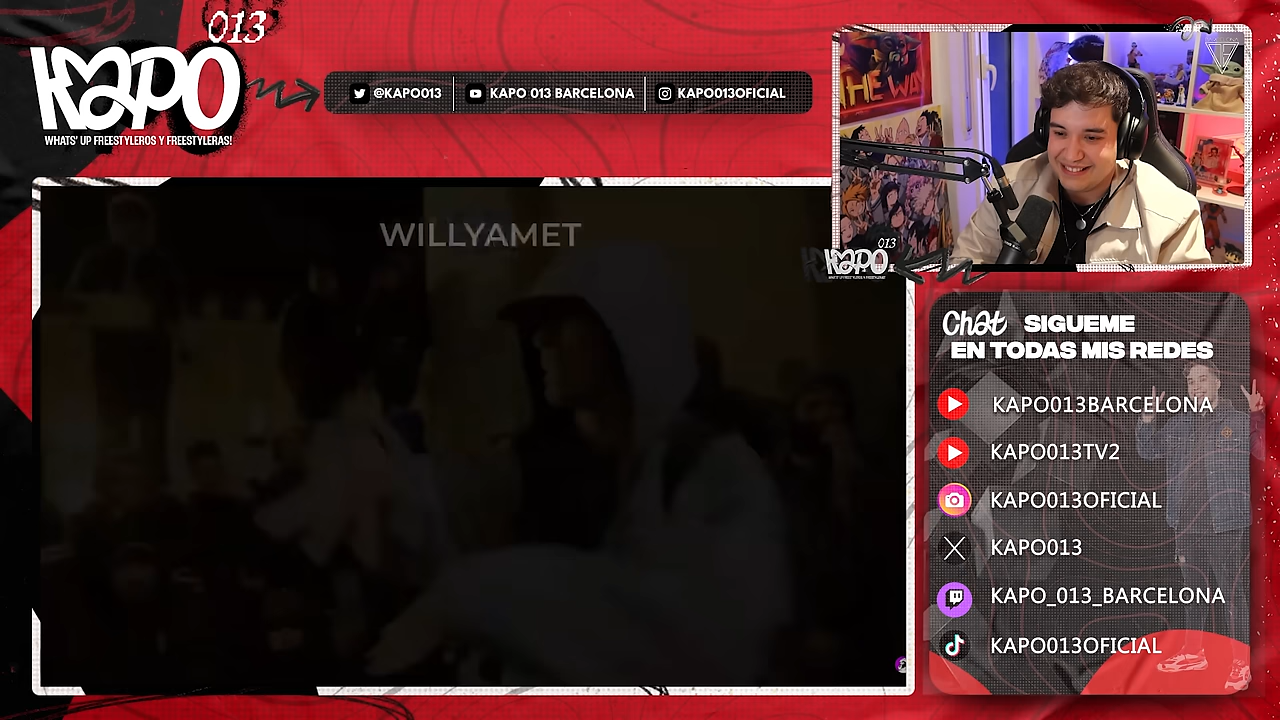 013
KAPO
WHATS' UP FREESTYLEROS Y FREESTYLERAS!
@KAPO013
KAPO 013 BARCELONA
KAPO013OFICIAL
THE WAY
WILLYAMET
013
KAPO
Chat SIGUEME
EN TODAS MIS REDES
KAPO013BARCELONA
KAPO013TV2
KAPO013OFICIAL
KAPO013
KAPO_013_BARCELONA
KAPO013OFICIAL